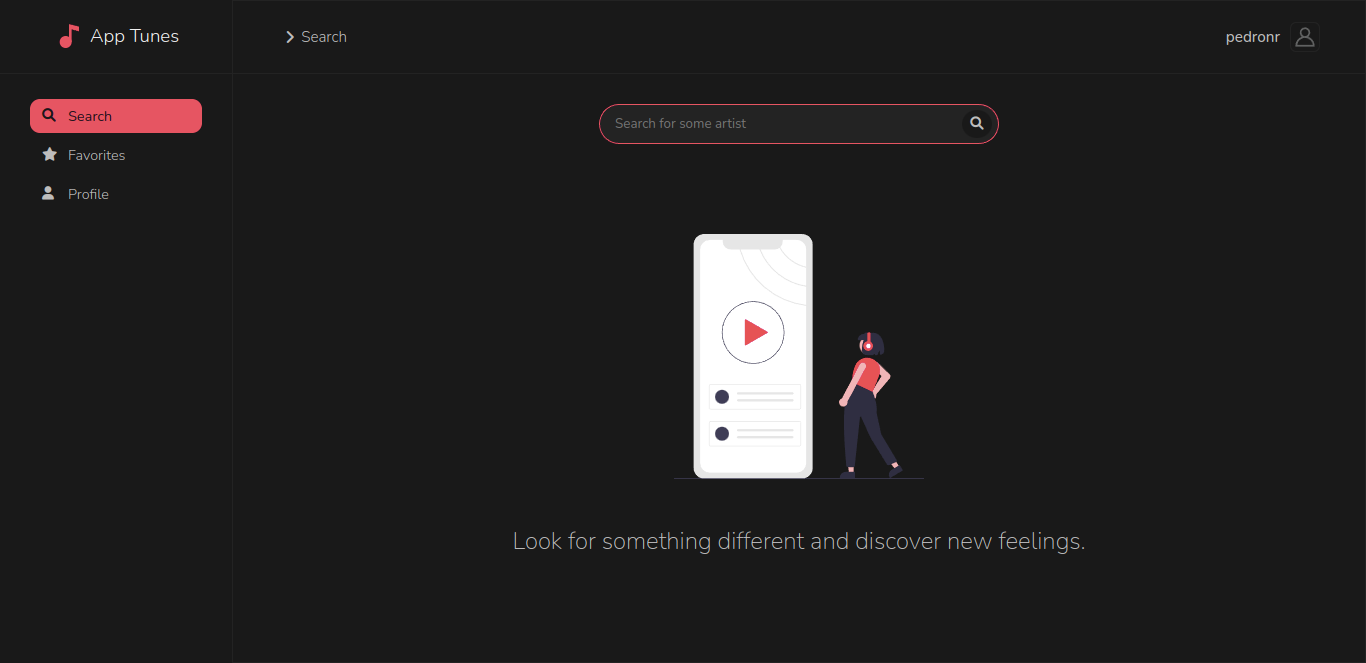 App Tunes
Search
pedronr
Search
Favorites
Profile
Search for some artist
Look for something different and discover new feelings.